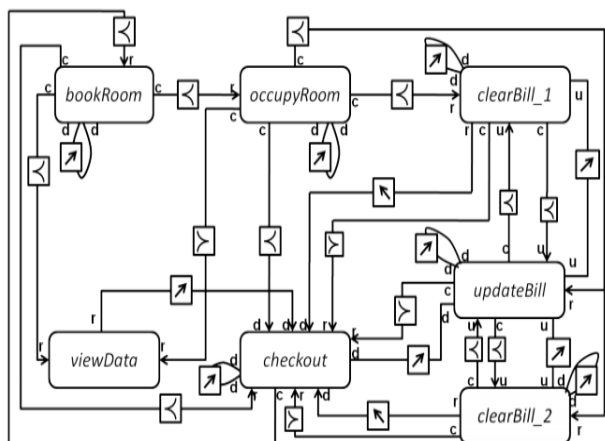 c r c d
d
c bookRoom c r occupyRoom c clearBill_1 u
c r
d d c d d r c u c
c u
d
d u
c updateBill
r
d
r d d d r u c u
r
r viewData r d checkout d
c u u d
d r c r d r d
clearBill_2
c r